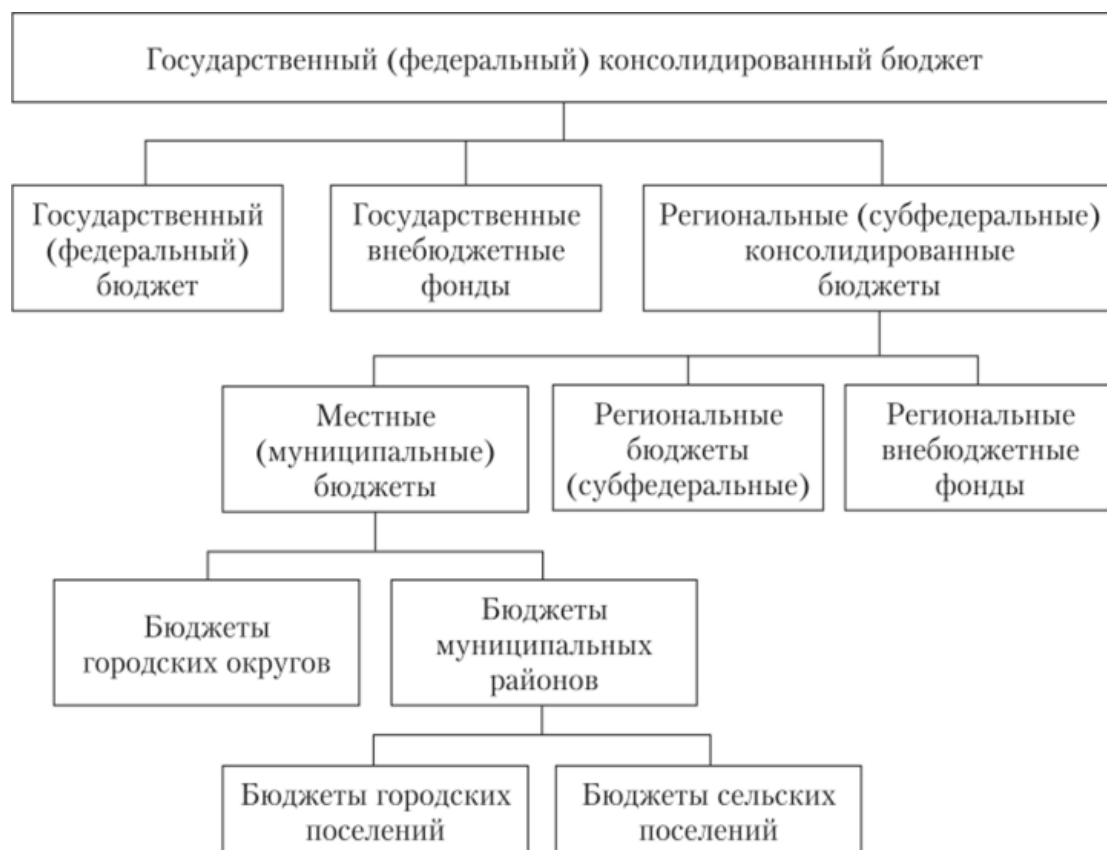 Государственный (федеральный) консолидированный бюджет
Государственный
(федеральный)
бюджет
Государственные
внебюджетные
фонды
Региональные (субфедеральные)
консолидированные
бюджеты
Местные
(муниципальные)
бюджеты
Региональные
бюджеты
(субфедеральные)
Региональные
внебюджетные
фонды
Бюджеты
городских округов
Бюджеты
муниципальных
районов
Бюджеты городских
поселений
Бюджеты сельских
поселений